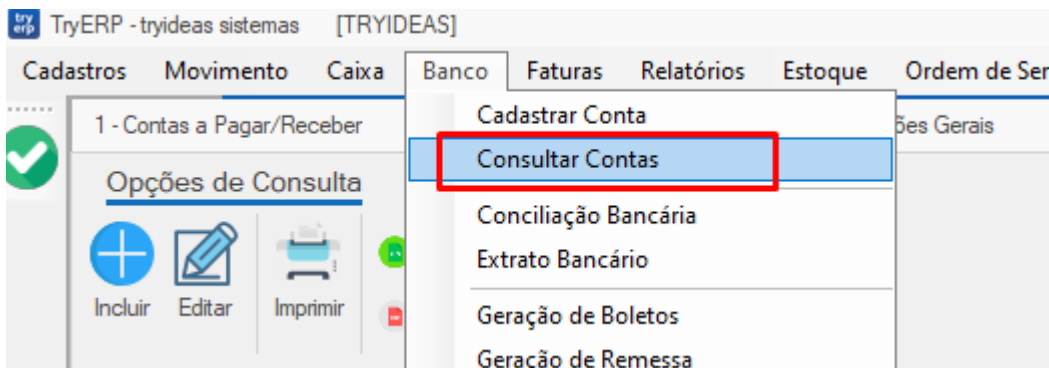 try erp TryERP - tryideas sistemas [TRYIDEAS]
Cadastros Movimento Caixa Banco Faturas Relatórios Estoque Ordem de Ser
1 - Contas a Pagar/Receber
ões Gerais
Opções de Consulta
Incluir Editar Imprimir
Cadastrar Conta
Consultar Contas
Conciliação Bancária
Extrato Bancário
Geração de Boletos
Geração de Remessa